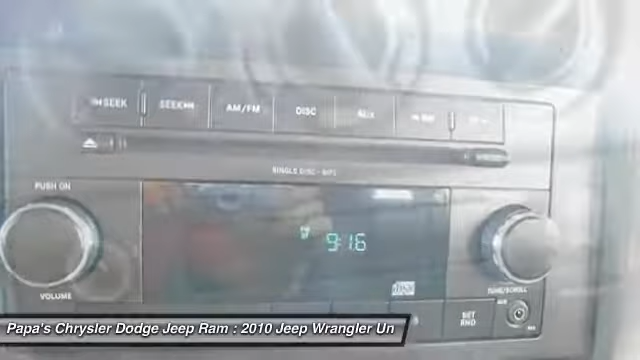 SEEK SEEK AM/FM DISC AUX
SINGLE DISC - MP3
PUSH ON
9:16
VOLUME
TUNE/SCROLL
SET
RND
AUX
Papa's Chrysler Dodge Jeep Ram : 2010 Jeep Wrangler Un